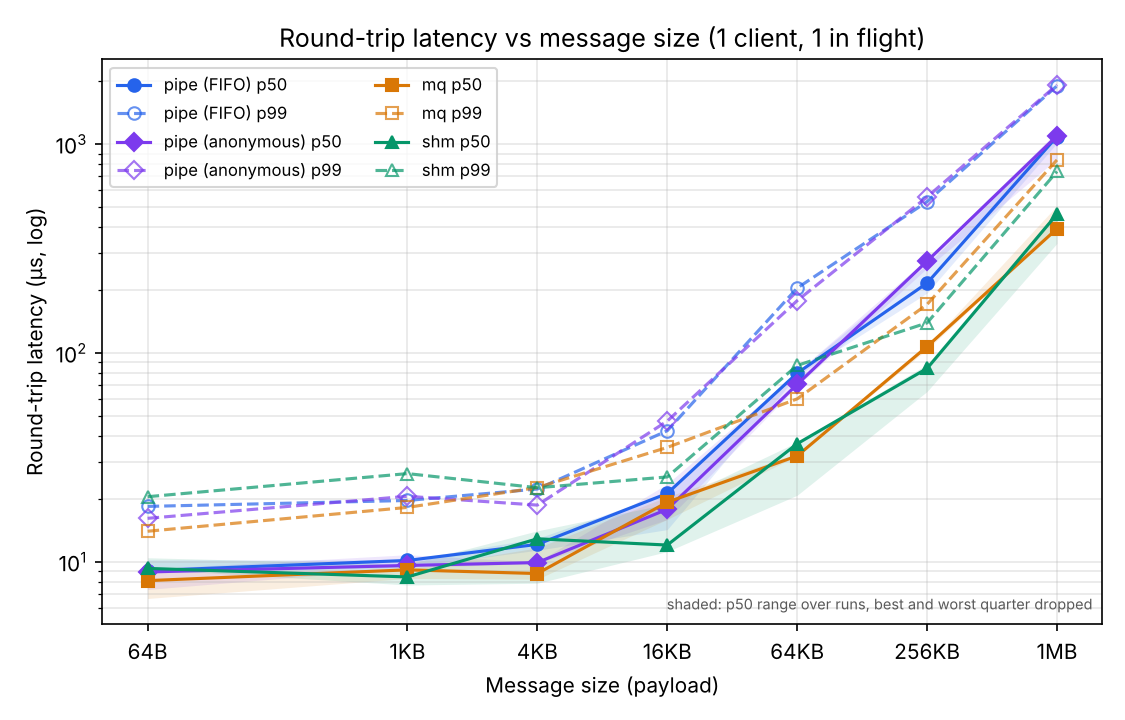 Round-trip latency vs message size (1 client, 1 in flight)
pipe (FIFO) p50
pipe (FIFO) p99
pipe (anonymous) p50
pipe (anonymous) p99
mq p50
mq p99
shm p50
shm p99
Round-trip latency (µs, log)
10³
10²
10¹
shaded: p50 range over runs, best and worst quarter dropped
64B 1KB 4KB 16KB 64KB 256KB 1MB
Message size (payload)